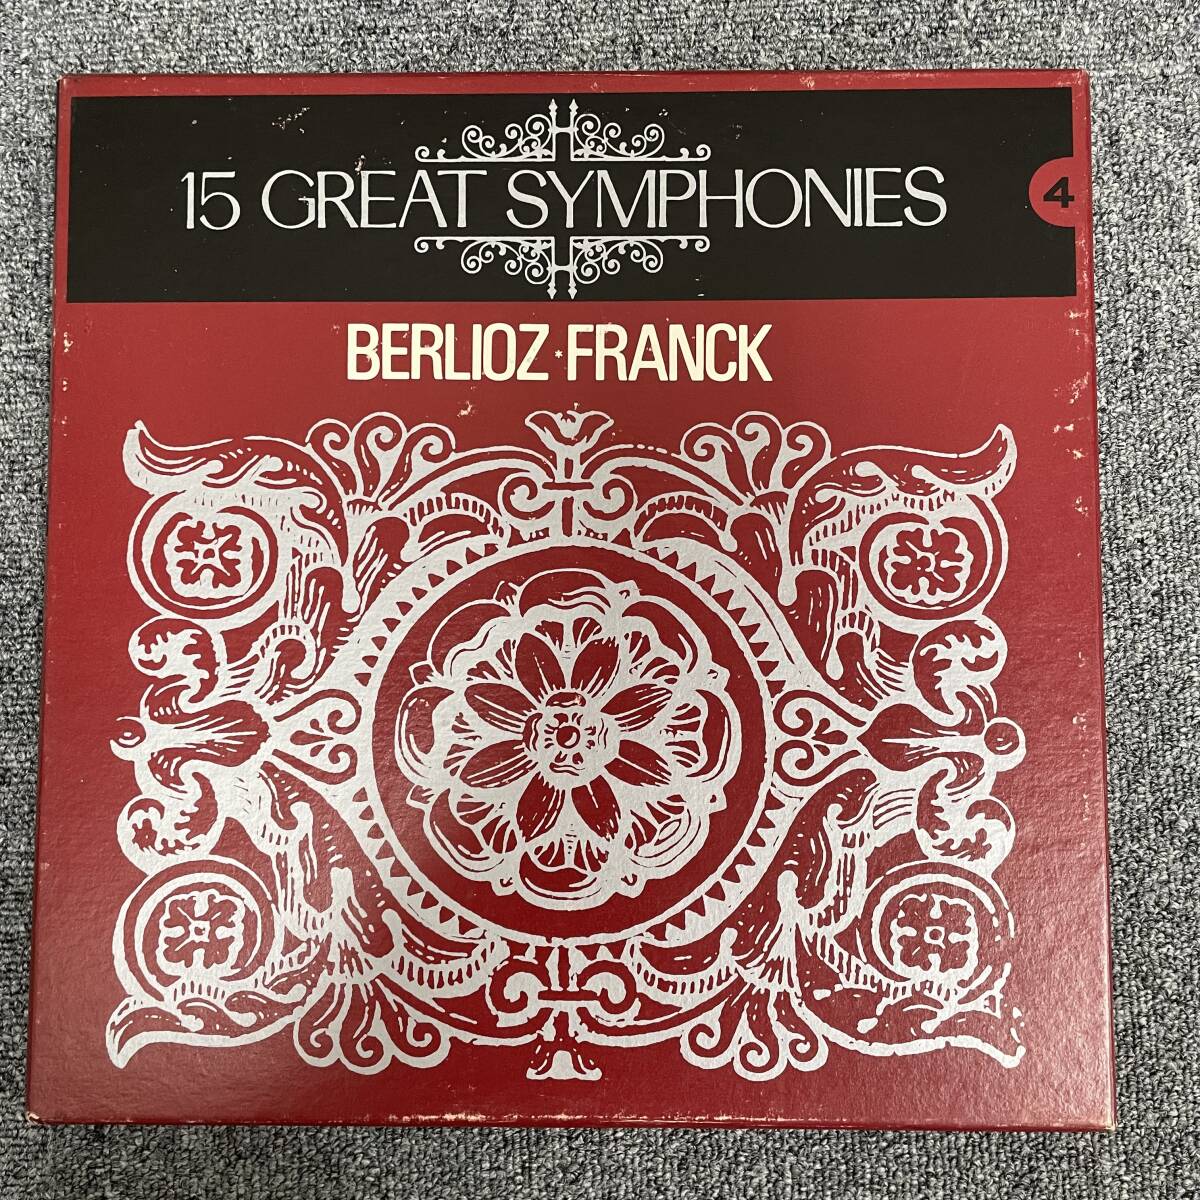 15 GREAT SYMPHONIES
4
BERLIOZ*FRANCK